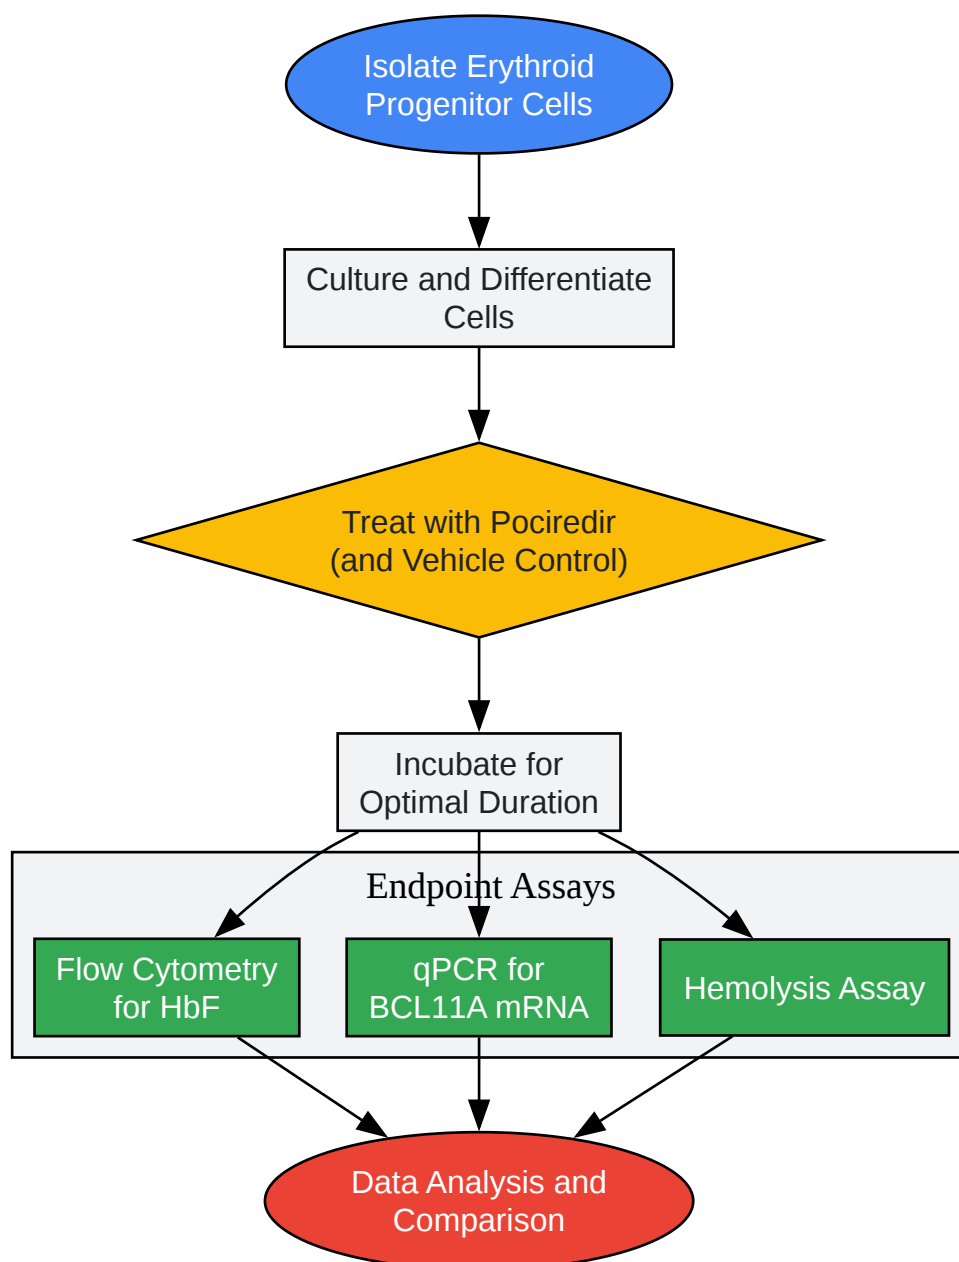 Isolate Erythroid
Progenitor Cells
Culture and Differentiate
Cells
Treat with Pociredir
(and Vehicle Control)
Incubate for
Optimal Duration
Endpoint Assays
Flow Cytometry
for HbF
qPCR for
BCL11A mRNA
Hemolysis Assay
Data Analysis and
Comparison